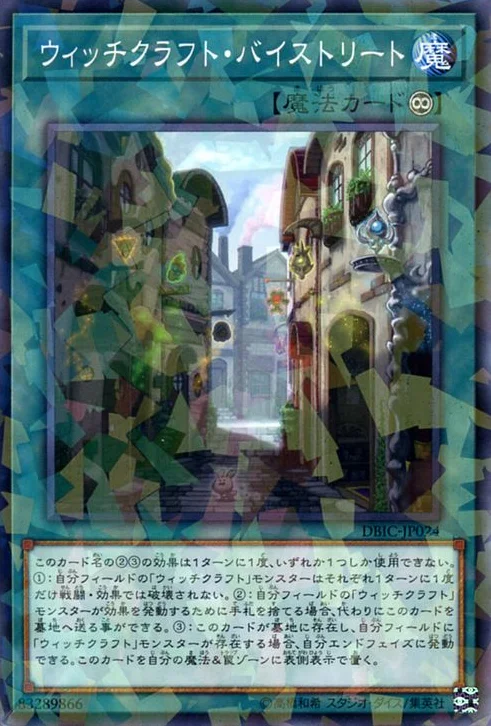 ウィッチクラフト・バイストリート 魔
【魔法カード∞】
DBIC-JP024
このカード名の②③の効果は1ターンに1度、いずれか1つしか使用できない。
①：自分フィールドの「ウィッチクラフト」モンスターはそれぞれ1ターンに1度
だけ戦闘・効果では破壊されない。②：自分フィールドの「ウィッチクラフト」
モンスターが効果を発動するために手札を捨てる場合、代わりにこのカードを
墓地へ送る事ができる。③：このカードが墓地に存在し、自分フィールドに
「ウィッチクラフト」モンスターが存在する場合、自分エンドフェイズに発動
できる。このカードを自分の魔法&罠ゾーンに表側表示で置く。
83289866
©高橋和希 スタジオ・ダイス/集英社